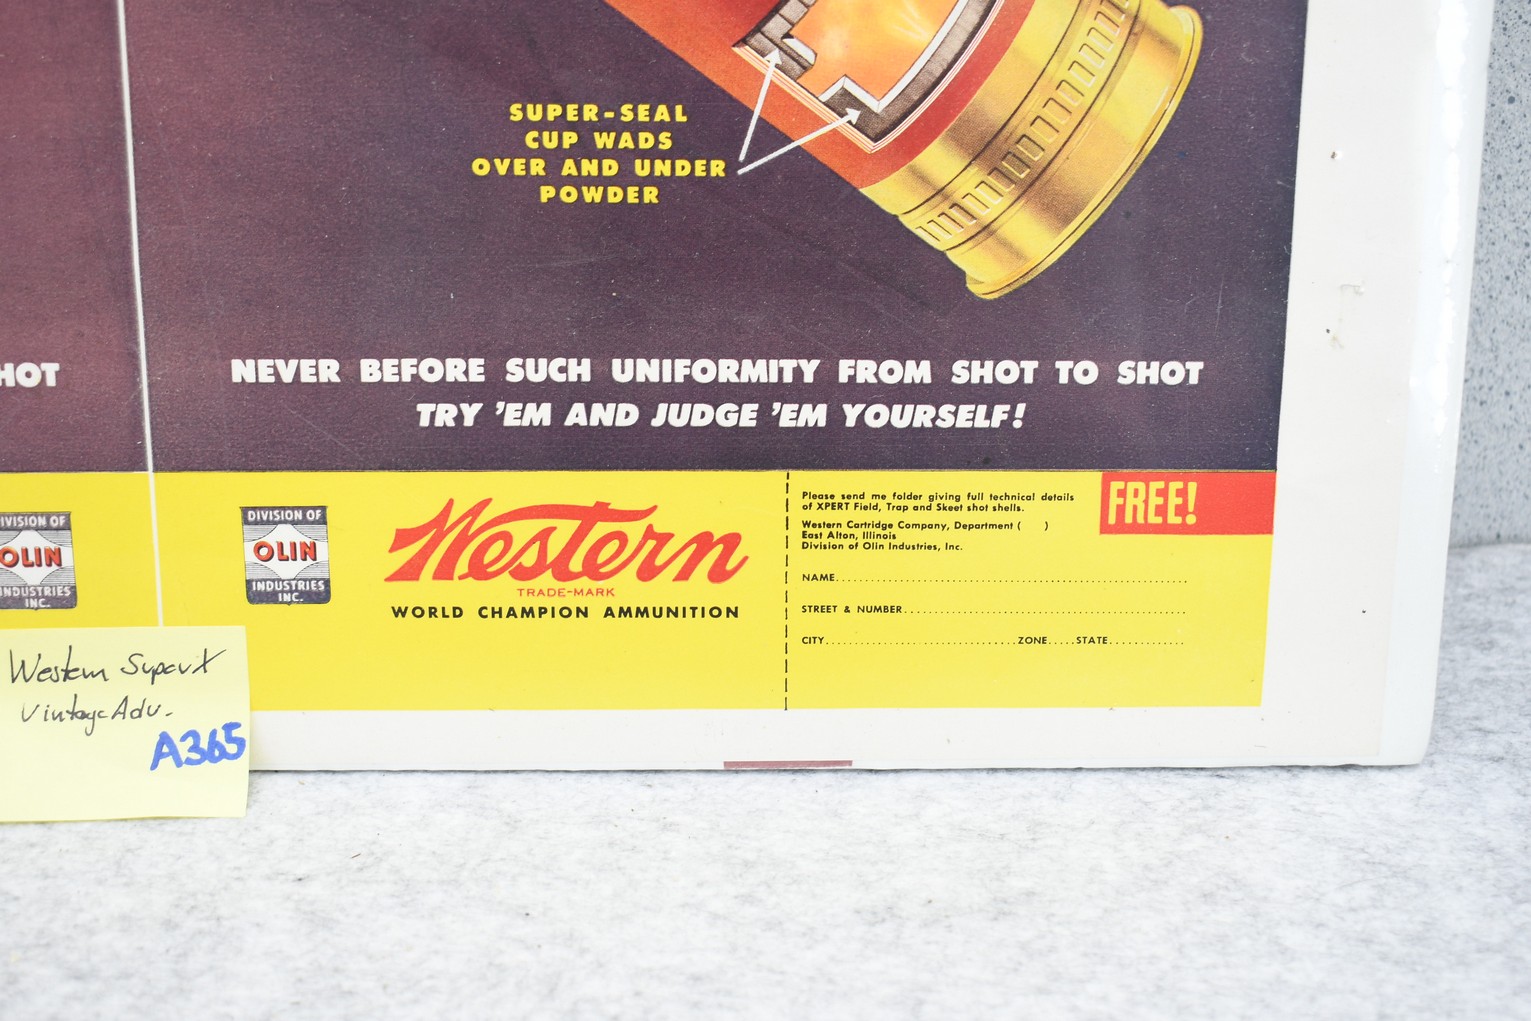 SUPER-SEAL
CUP WADS
OVER AND UNDER
POWDER
HOT
NEVER BEFORE SUCH UNIFORMITY FROM SHOT TO SHOT
TRY 'EM AND JUDGE 'EM YOURSELF!
DIVISION OF
OLIN
INDUSTRIES
INC.
DIVISION OF
OLIN
INDUSTRIES
INC.
Western
TRADE-MARK
WORLD CHAMPION AMMUNITION
Please send me folder giving full technical details
of XPERT Field, Trap and Skeet shot shells.
FREE!
Western Cartridge Company, Department ( )
East Alton, Illinois
Division of Olin Industries, Inc.
NAME
STREET & NUMBER
CITY ZONE STATE
Western SuperX
Vintage Adv.
A365